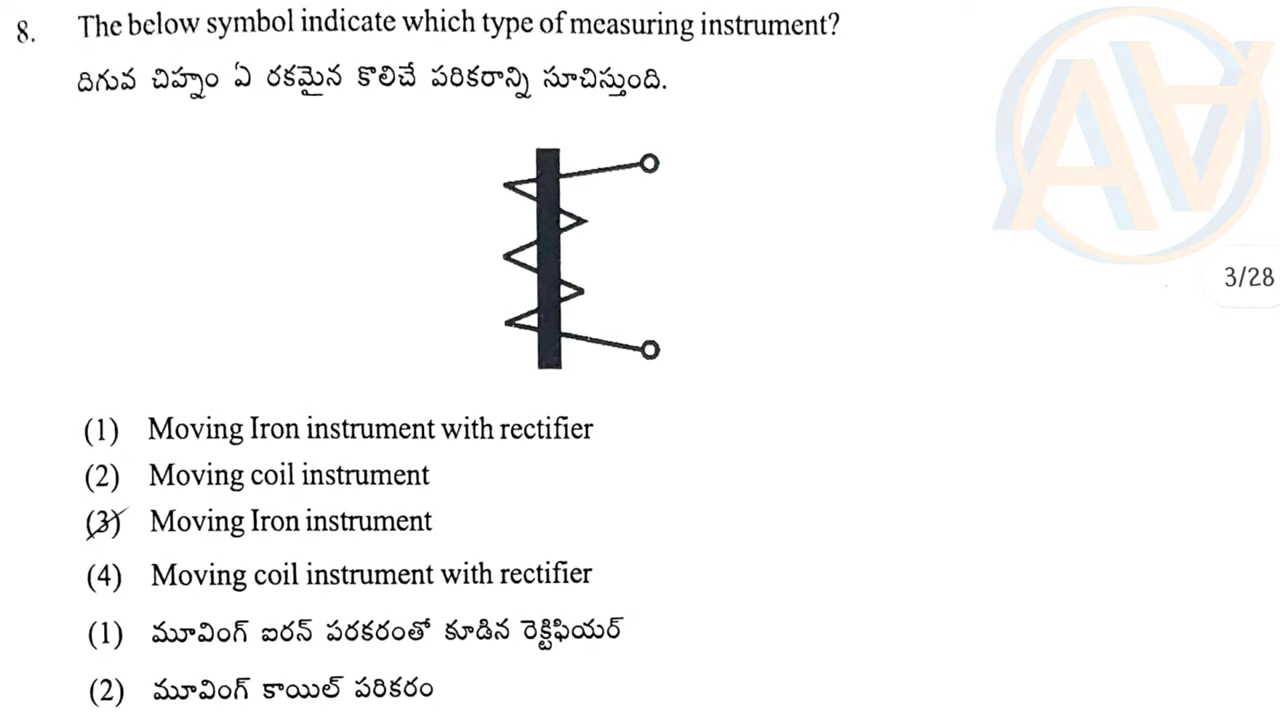 8. The below symbol indicate which type of measuring instrument?
దిగువ చిహ్నం ఏ రకమైన కొలిచే పరికరాన్ని సూచిస్తుంది.
3/28
(1) Moving Iron instrument with rectifier
(2) Moving coil instrument
(3) Moving Iron instrument
(4) Moving coil instrument with rectifier
(1) మూవింగ్ ఐరన్ పరకరంతో కూడిన రెక్టిఫియర్
(2) మూవింగ్ కాయిల్ పరికరం